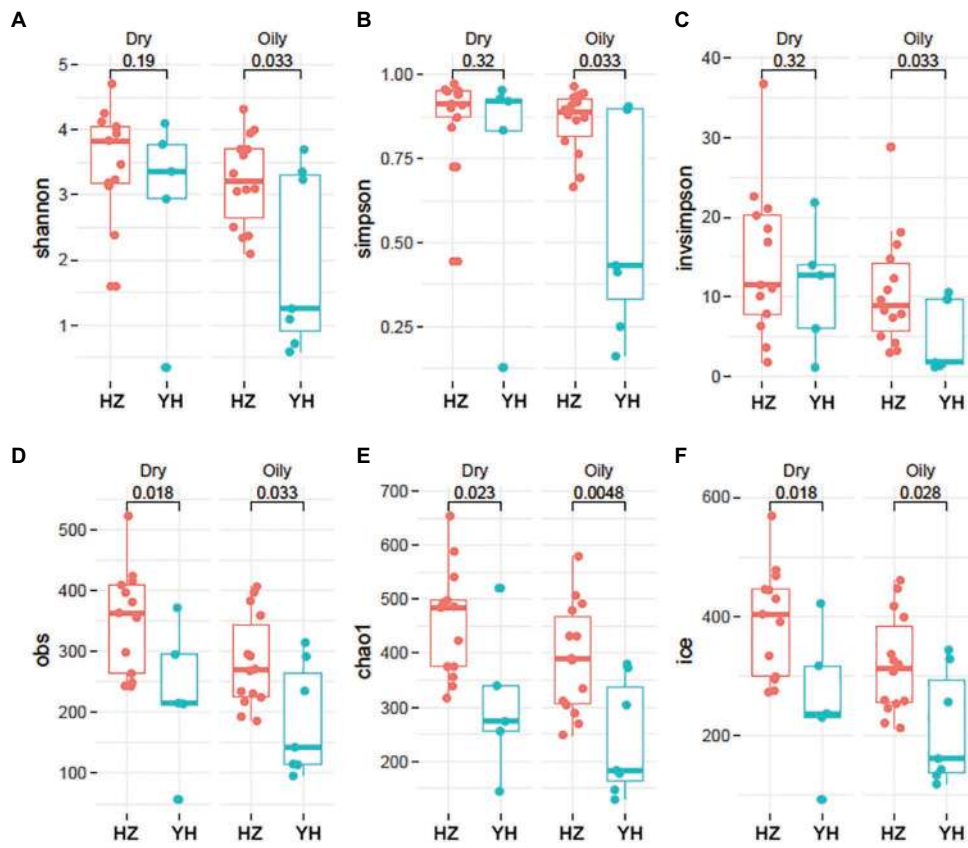 A
Dry
Oily
0.19
0.033
5
4
3
2
1
shannon
HZ
YH
HZ
YH
B
Dry
Oily
0.32
0.033
1.00
0.75
0.50
0.25
simpson
HZ
YH
HZ
YH
C
Dry
Oily
0.32
0.033
40
30
20
10
0
invsimpson
HZ
YH
HZ
YH
D
Dry
Oily
0.018
0.033
500
400
300
200
100
obs
HZ
YH
HZ
YH
E
Dry
Oily
0.023
0.0048
700
600
500
400
300
200
chao1
HZ
YH
HZ
YH
F
Dry
Oily
0.018
0.028
600
400
200
ice
HZ
YH
HZ
YH